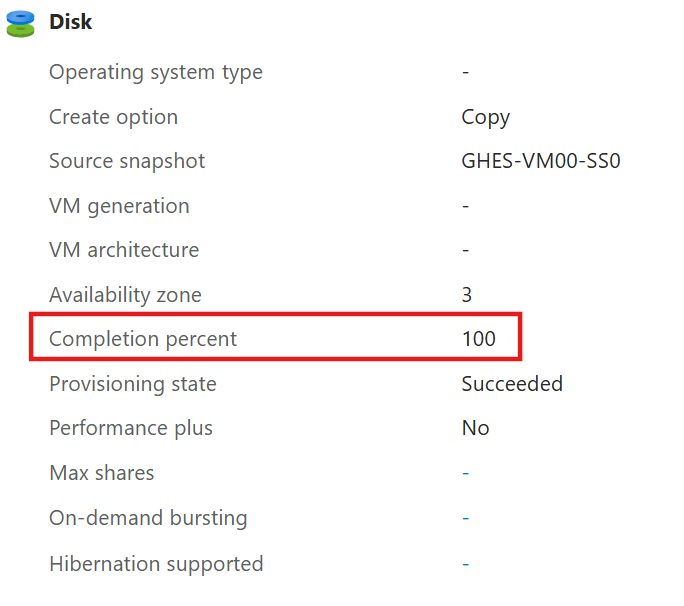 Disk
Operating system type -
Create option Copy
Source snapshot GHES-VM00-SS0
VM generation -
VM architecture -
Availability zone 3
Completion percent 100
Provisioning state Succeeded
Performance plus No
Max shares -
On-demand bursting -
Hibernation supported -